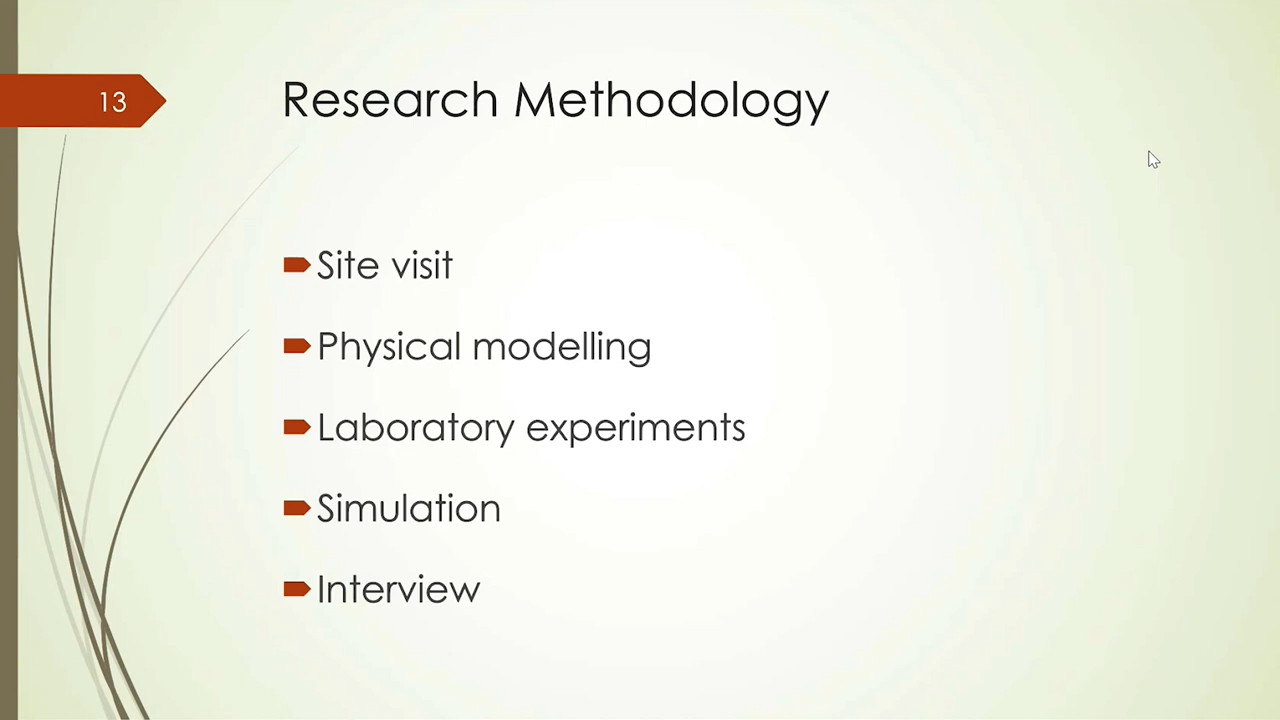 13
Research Methodology
Site visit
Physical modelling
Laboratory experiments
Simulation
Interview